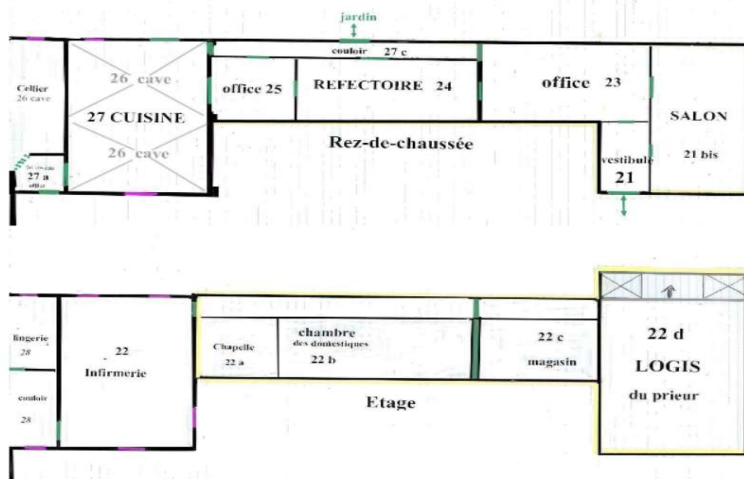 jardin
couloir 27 c
Cellier
26 cave
26 cave
27 CUISINE
26 cave
office 25
REFECTOIRE 24
office 23
SALON
21 bis
vestibule
21
27 a
Rez-de-chaussée
lingerie
28
couloir
28
22
Infirmerie
Chapelle
22 a
chambre
des domestiques
22 b
22 c
magasin
22 d
LOGIS
du prieur
Etage